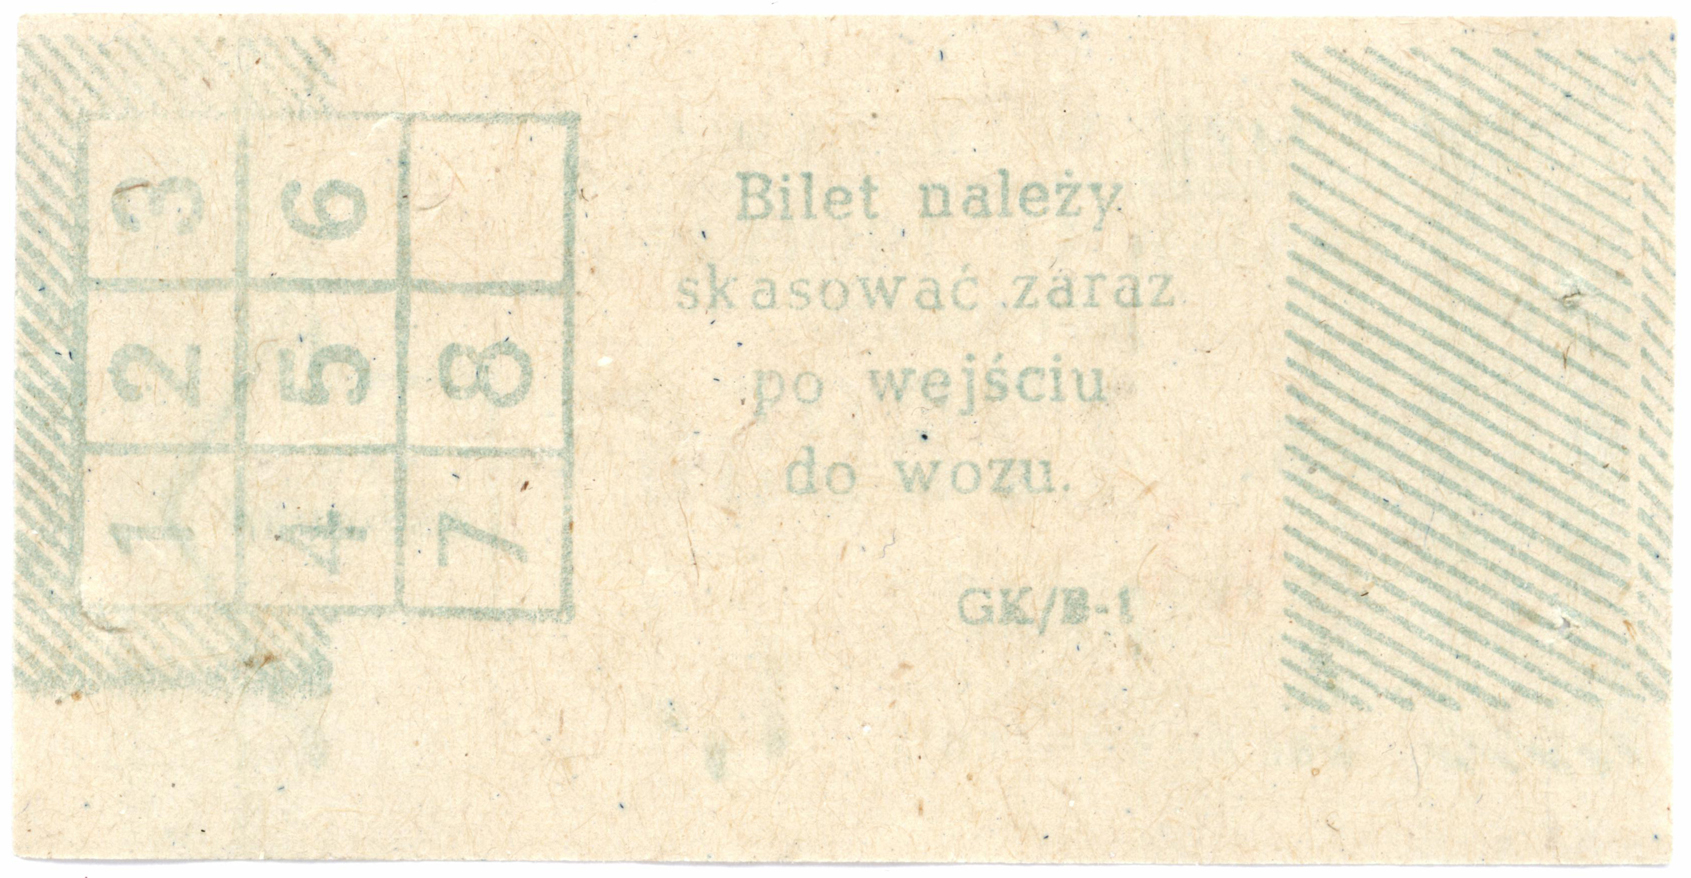 3 6
2 5 8
1 4 7
Bilet należy
skasować zaraz
po wejściu
do wozu.
GK/B-1